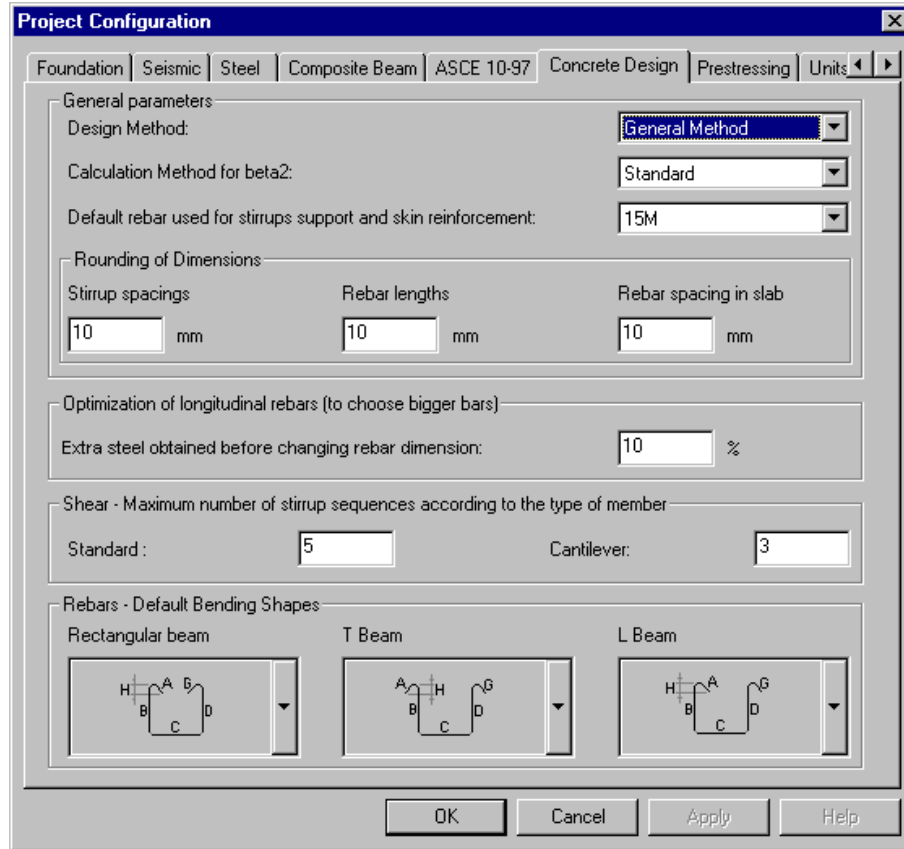 Project Configuration
Foundation Seismic Steel Composite Beam ASCE 10-97 Concrete Design Prestressing Units
General parameters
Design Method: General Method
Calculation Method for beta2: Standard
Default rebar used for stirrups support and skin reinforcement: 15M
Rounding of Dimensions
Stirrup spacings Rebar lengths Rebar spacing in slab
10 mm 10 mm 10 mm
Optimization of longitudinal rebars (to choose bigger bars)
Extra steel obtained before changing rebar dimension: 10 %
Shear - Maximum number of stirrup sequences according to the type of member
Standard : 5 Cantilever: 3
Rebars - Default Bending Shapes
Rectangular beam T Beam L Beam
H A G A H G H A G
B D B D B D
C C C
OK Cancel Apply Help